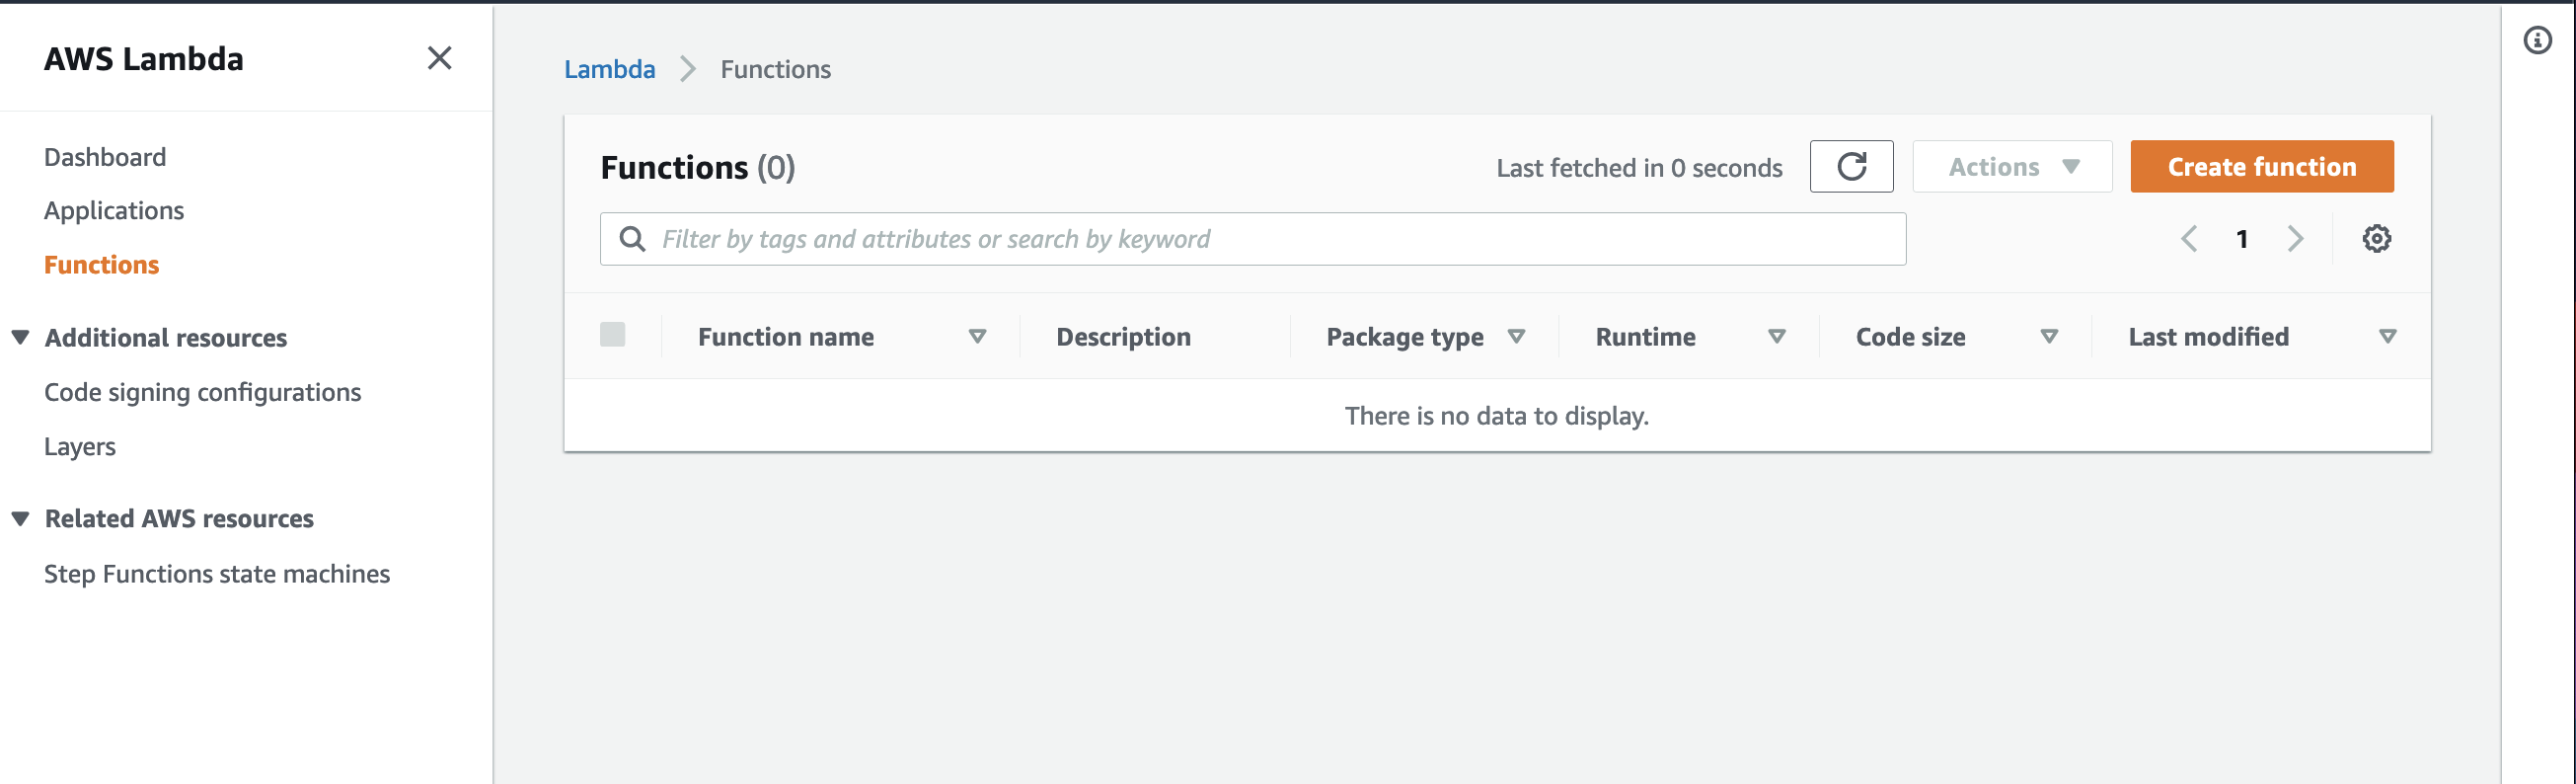 AWS Lambda
Dashboard
Applications
Functions
Additional resources
Code signing configurations
Layers
Related AWS resources
Step Functions state machines
Lambda > Functions
Functions (0)
Last fetched in 0 seconds
Actions
Create function
Filter by tags and attributes or search by keyword
1
Function name Description Package type Runtime Code size Last modified
There is no data to display.